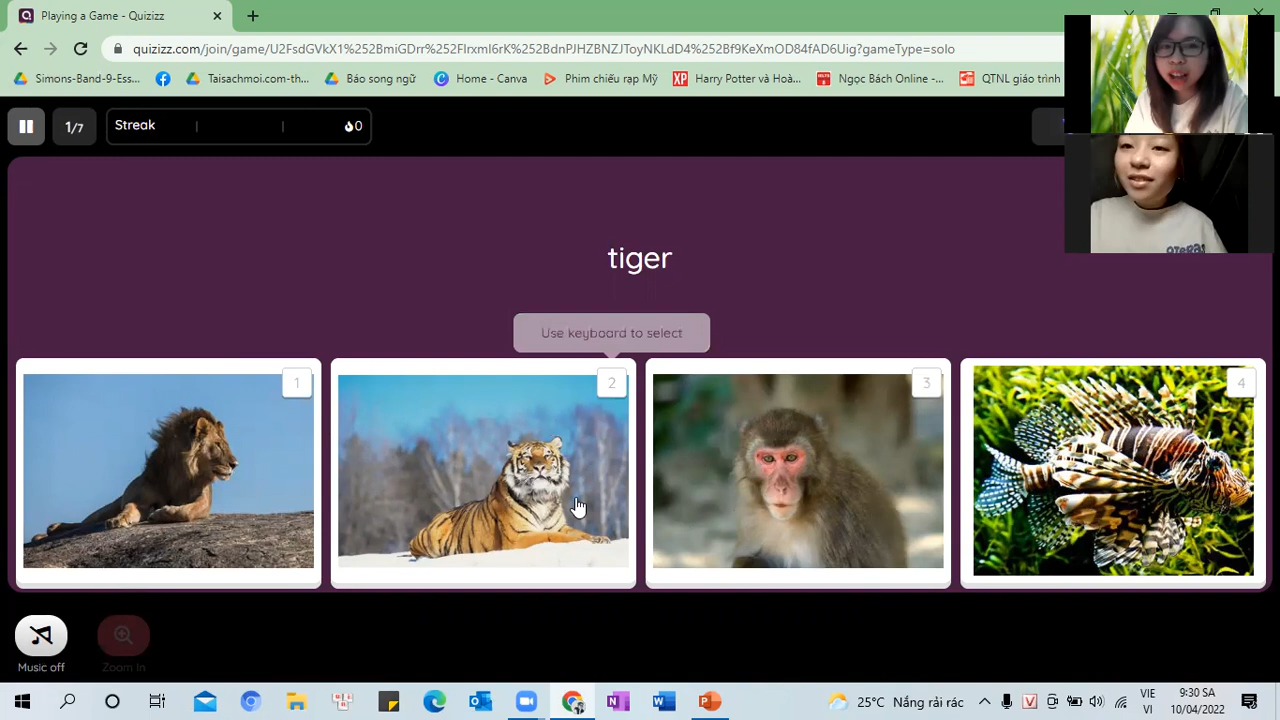 Playing a Game - Quizizz
quizizz.com/join/game/U2FsdGVkX1%252BmiGDrr%252FIrxmI6rK%252BdnPJHZBNZJToyNKLdD4%252Bf9KeXmOD84fAD6Uig?gameType=solo
Simons-Band-9-Ess... Taisachmoi.com-th... Báo song ngữ Home - Canva Phim chiếu rạp Mỹ Harry Potter và Hoà... Ngọc Bách Online -... QTNL giáo trình
1/7 Streak 0
tiger
Use keyboard to select
1 2 3 4
Music off Zoom In
25°C Nắng rải rác VIE VI 9:30 SA 10/04/2022